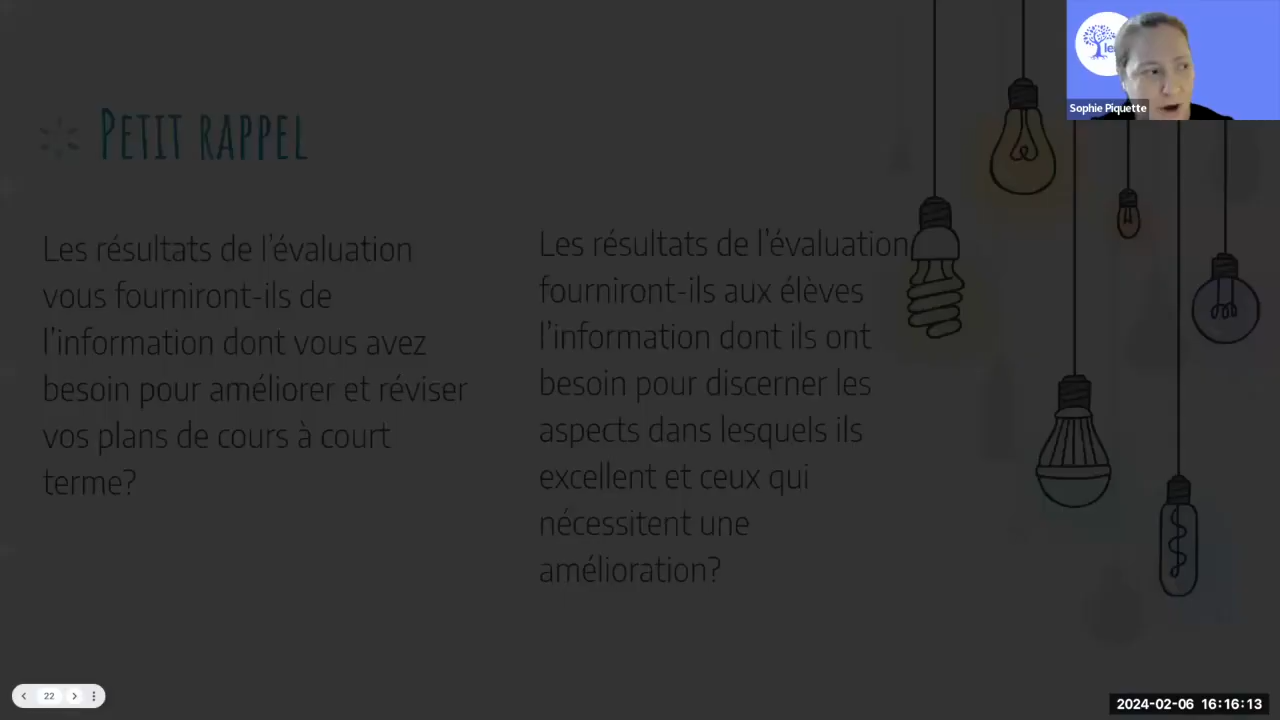 Petit rappel
Les résultats de l'évaluation
vous fourniront-ils de
l'information dont vous avez
besoin pour améliorer et réviser
vos plans de cours à court
terme?
Les résultats de l'évaluation
fourniront-ils aux élèves
l'information dont ils ont
besoin pour discerner les
aspects dans lesquels ils
excellent et ceux qui
nécessitent une
amélioration?
Sophie Piquette
22
2024-02-06 16:16:13